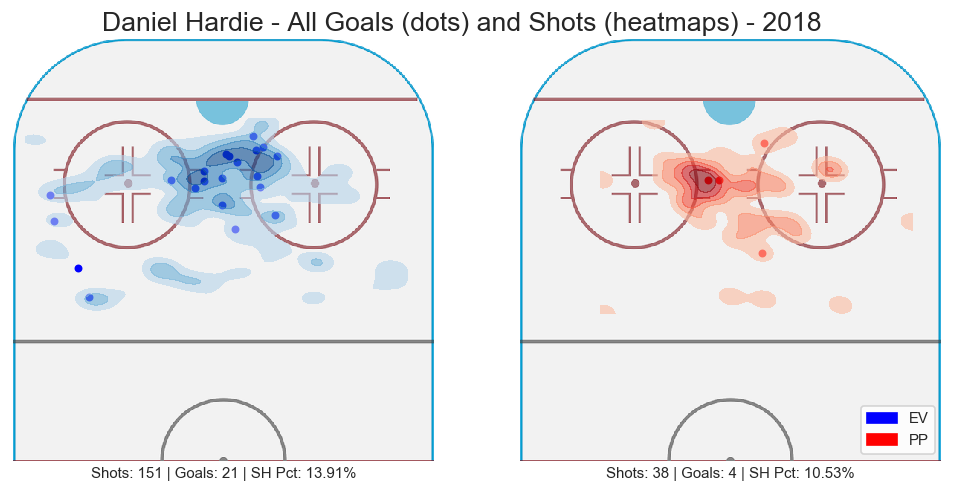 Daniel Hardie - All Goals (dots) and Shots (heatmaps) - 2018
EV
PP
Shots: 151 | Goals: 21 | SH Pct: 13.91%
Shots: 38 | Goals: 4 | SH Pct: 10.53%